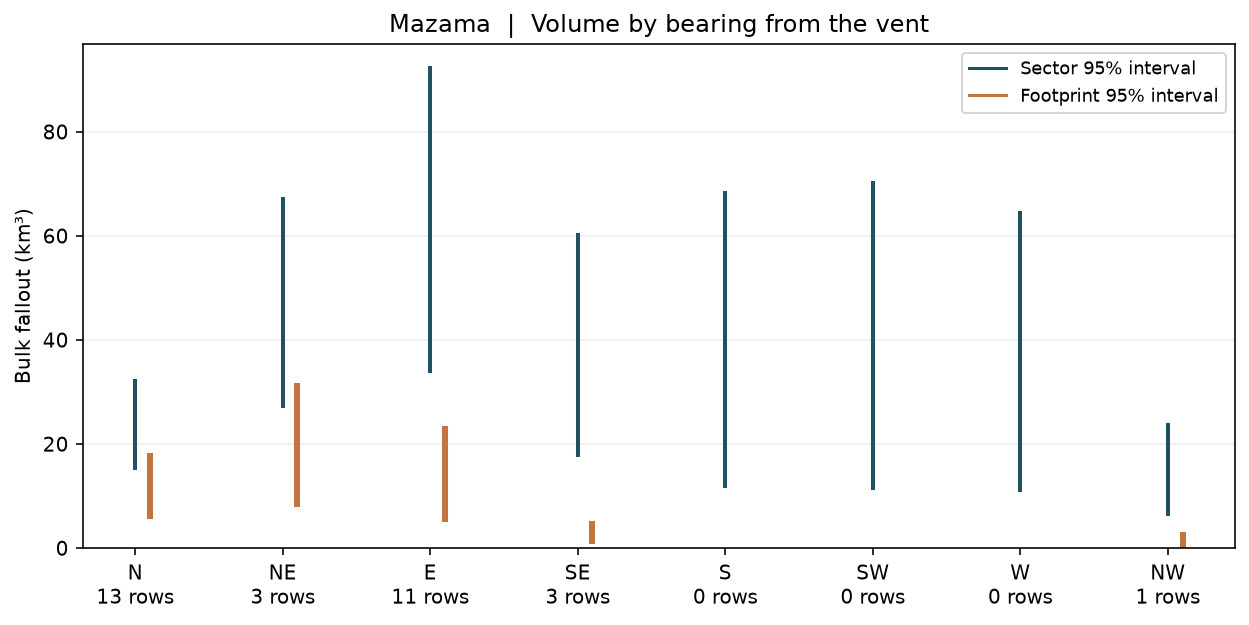 Mazama | Volume by bearing from the vent
Sector 95% interval
Footprint 95% interval
Bulk fallout (km³)
80
60
40
20
0
N NE E SE S SW W NW
13 rows 3 rows 11 rows 3 rows 0 rows 0 rows 0 rows 1 rows